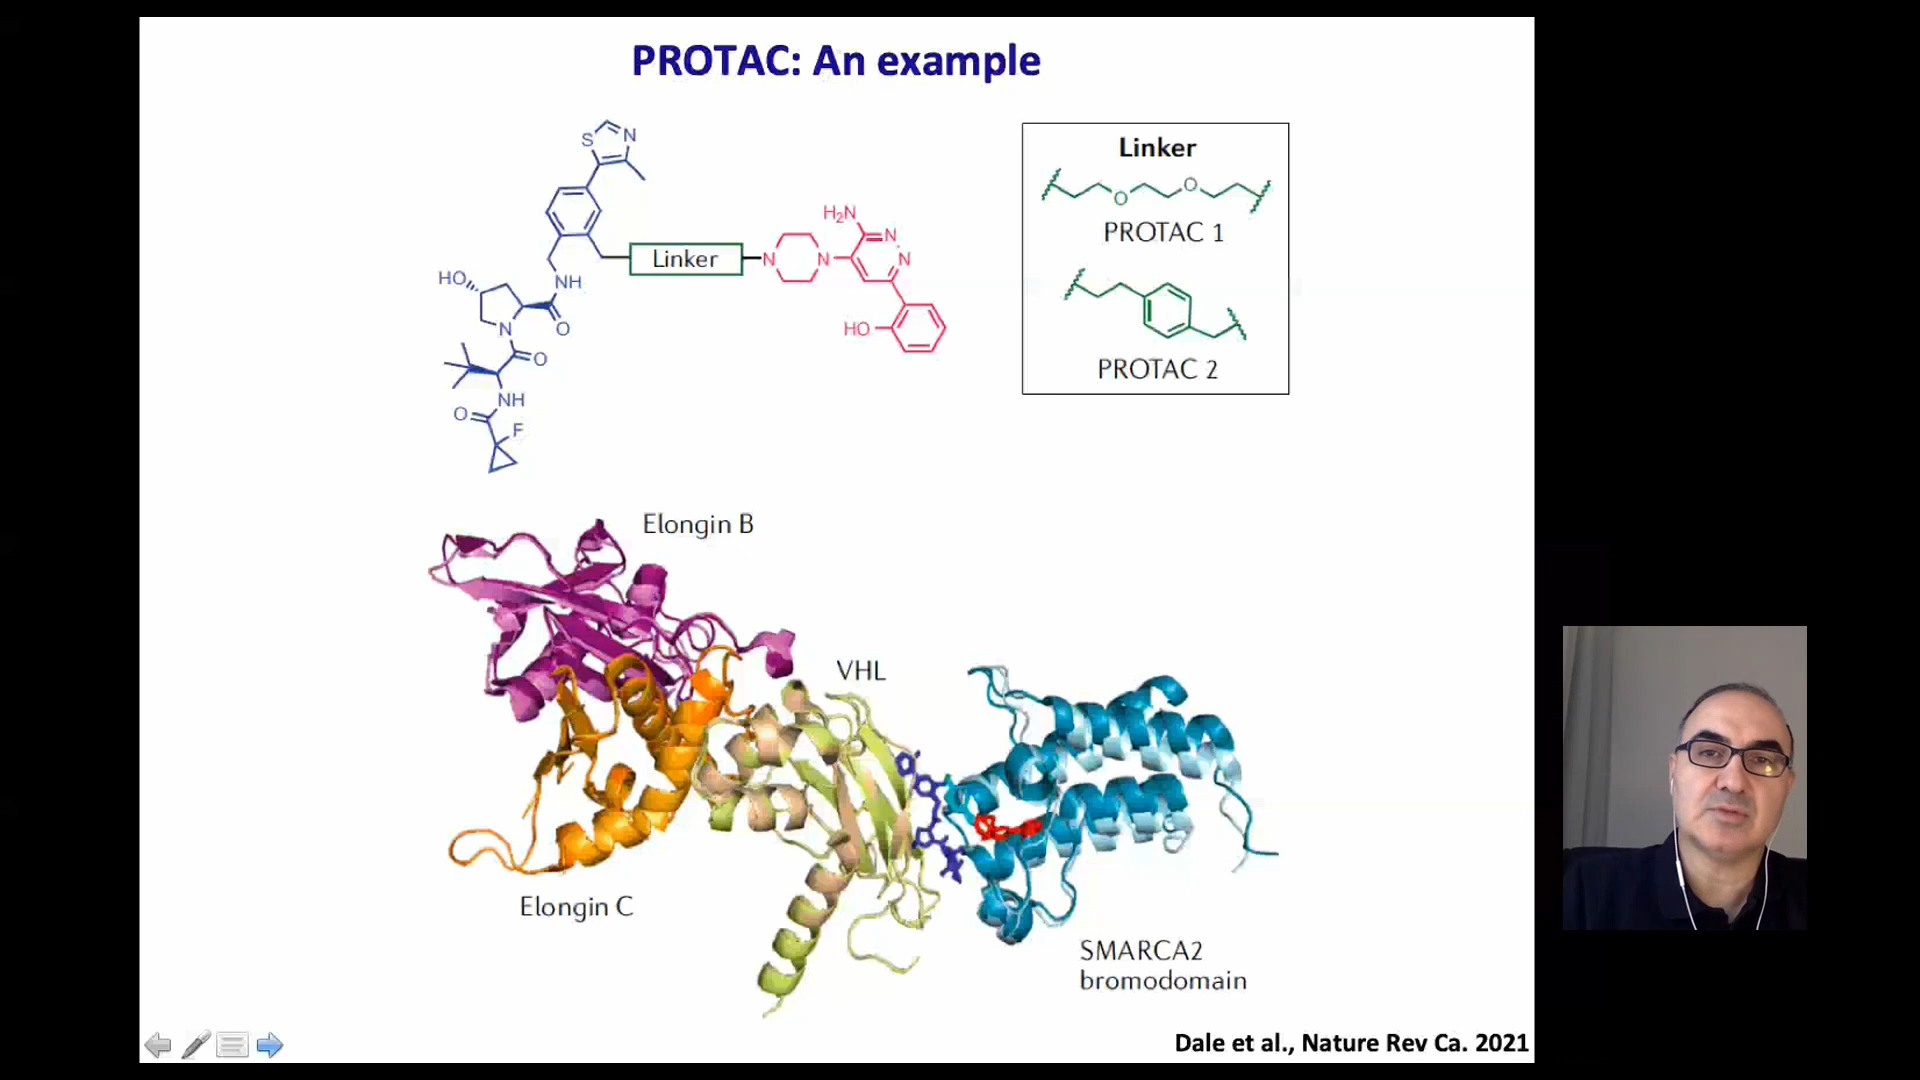 PROTAC: An example
S
N
H₂N
N
N
Linker
N
N
HO
NH
O
N
HO
O
NH
O
F
Linker
O
O
PROTAC 1
PROTAC 2
Elongin B
VHL
Elongin C
SMARCA2
bromodomain
Dale et al., Nature Rev Ca. 2021